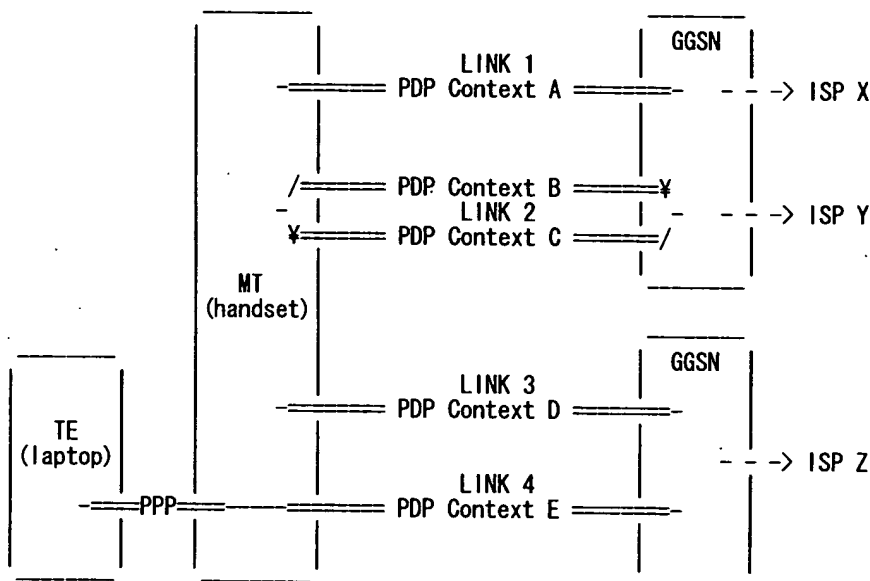 GGSN
LINK 1
PDP Context A
- - -> ISP X
PDP Context B
LINK 2
- - -> ISP Y
PDP Context C
MT
(handset)
GGSN
LINK 3
PDP Context D
TE
(laptop)
- - -> ISP Z
LINK 4
PPP
PDP Context E